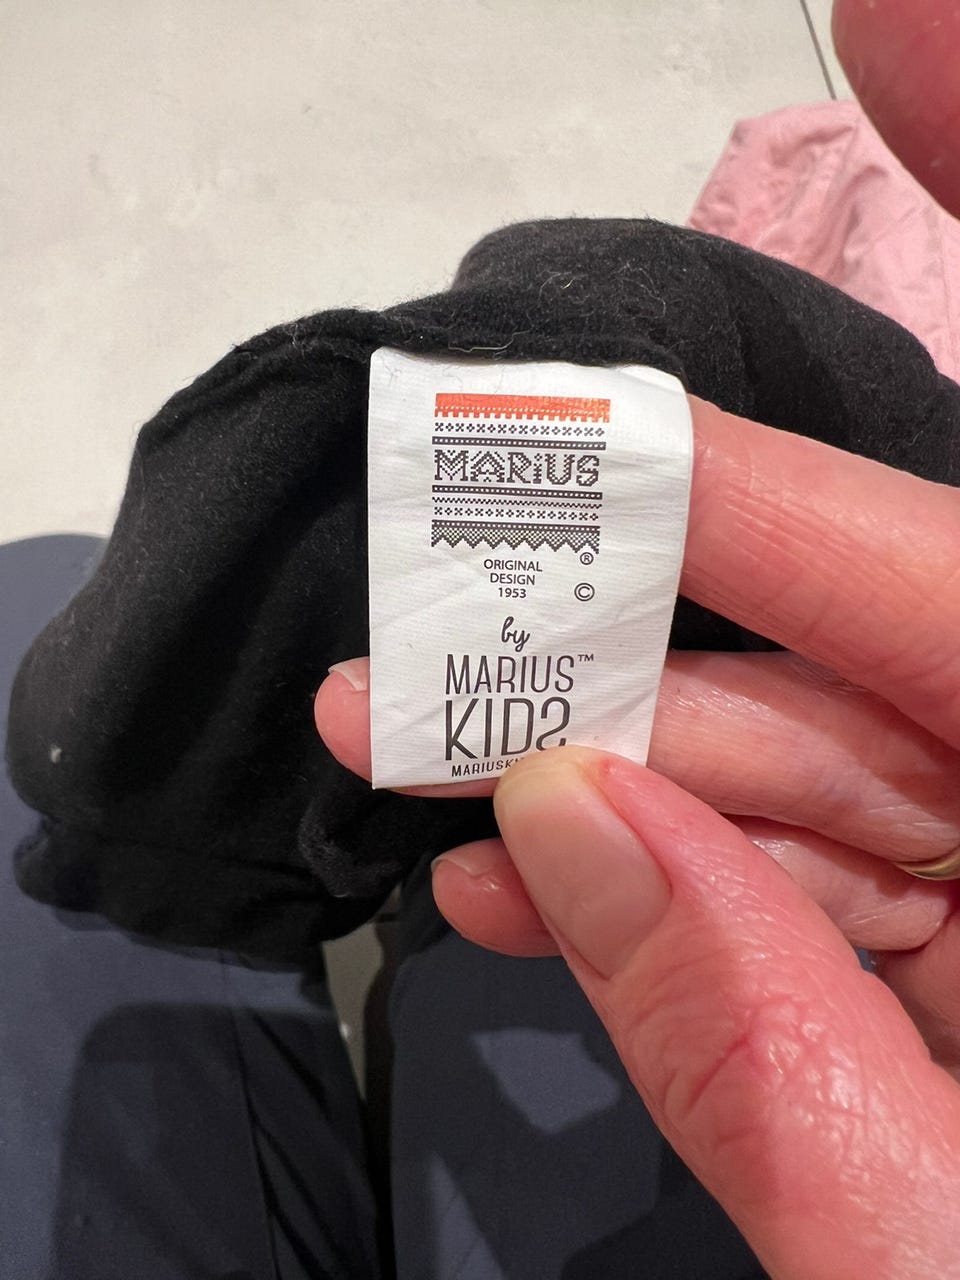 MARiUS
®
ORIGINAL
DESIGN
1953
©
by
MARIUS™
KIDS